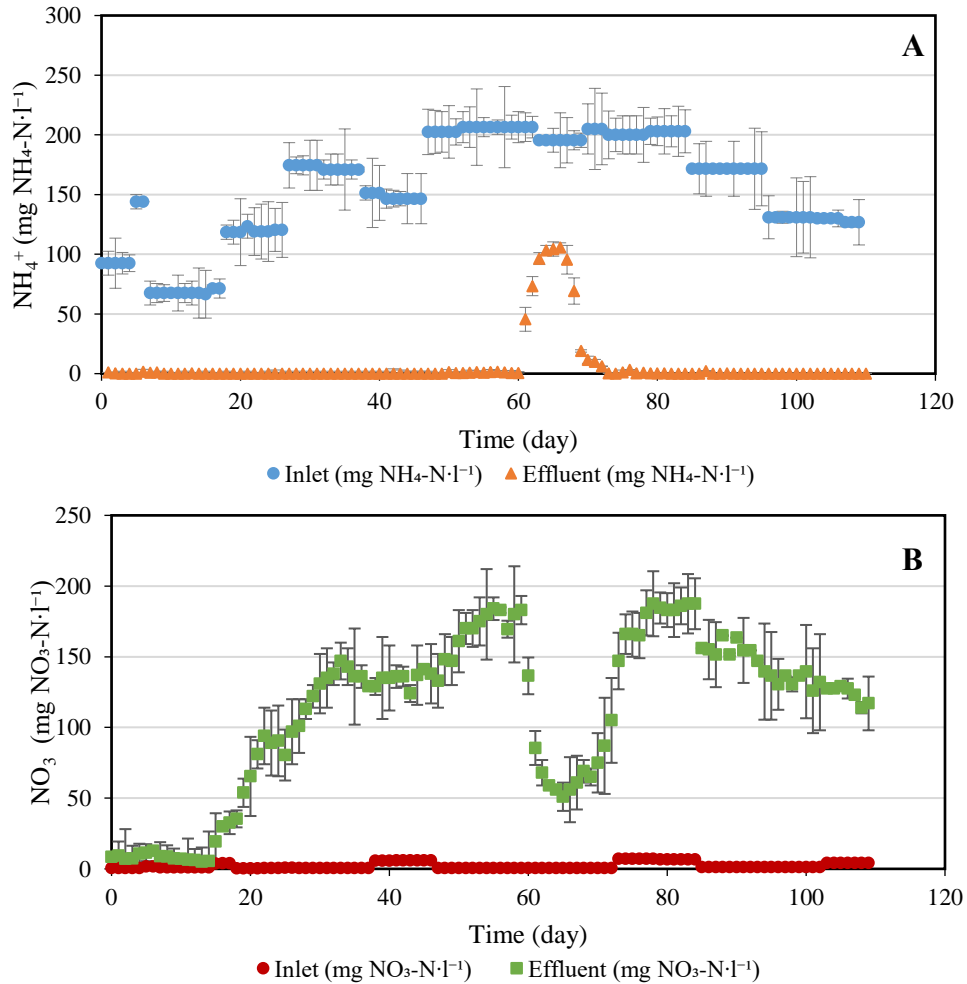 A
NH₄⁺ (mg NH₄-N·l⁻¹)
300
250
200
150
100
50
0
0 20 40 60 80 100 120
Time (day)
Inlet (mg NH₄-N·l⁻¹) Effluent (mg NH₄-N·l⁻¹)
B
NO₃ (mg NO₃-N·l⁻¹)
250
200
150
100
50
0
0 20 40 60 80 100 120
Time (day)
Inlet (mg NO₃-N·l⁻¹) Effluent (mg NO₃-N·l⁻¹)